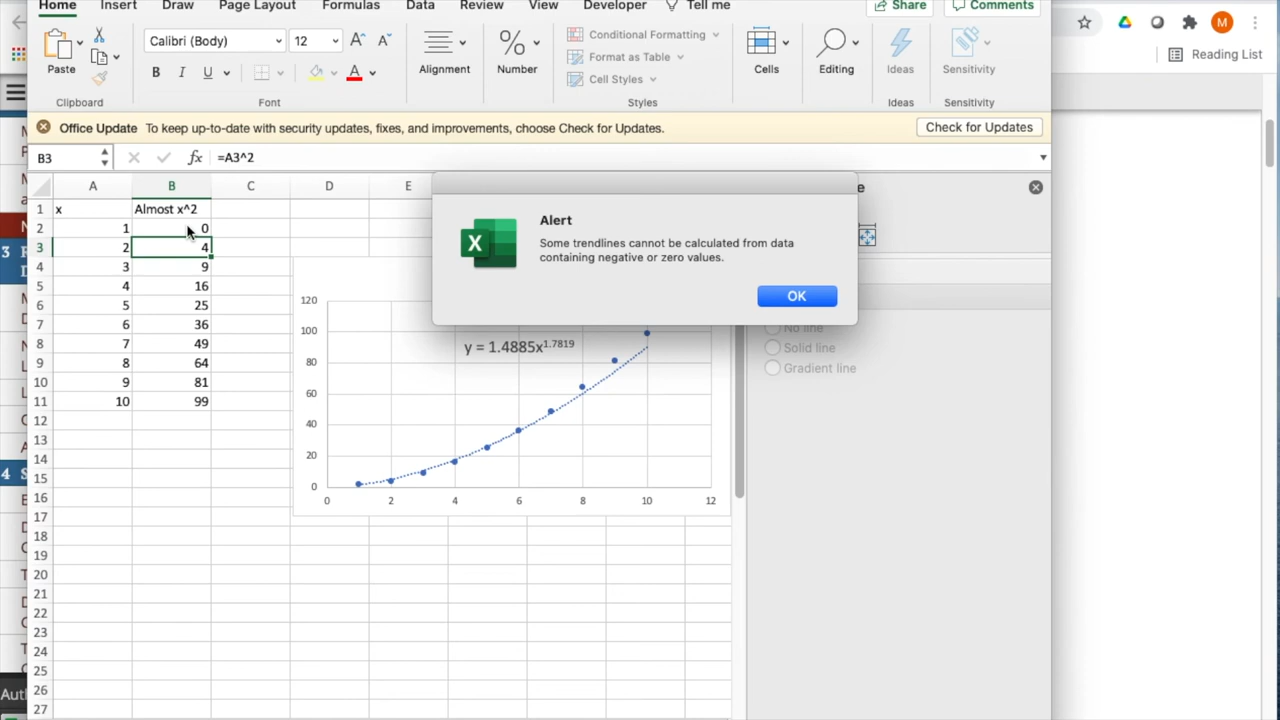 Home Insert Draw Page Layout Formulas Data Review View Developer Tell me Share Comments
Reading List
M
Calibri (Body) 12
Paste
B I U A
Alignment
%
Number
Conditional Formatting
Format as Table
Cell Styles
Cells
Editing
Ideas
Sensitivity
Clipboard Font Styles Ideas Sensitivity
Office Update To keep up-to-date with security updates, fixes, and improvements, choose Check for Updates.
Check for Updates
B3 fx =A3^2
A B C D E
1 x Almost x^2
2 1 0
3 2 4
4 3 9
5 4 16
6 5 25
7 6 36
8 7 49
9 8 64
10 9 81
11 10 99
12
13
14
15
16
17
18
19
20
21
22
23
24
25
26
27
Alert
Some trendlines cannot be calculated from data
containing negative or zero values.
OK
X
No line
Solid line
Gradient line
y = 1.4885x^1.7819
120
100
80
60
40
20
0
0 2 4 6 8 10 12
3
4
Aut